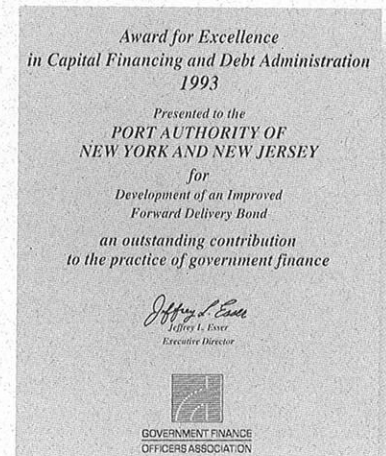 Award for Excellence
in Capital Financing and Debt Administration
1993
Presented to the
PORT AUTHORITY OF
NEW YORK AND NEW JERSEY
for
Development of an Improved
Forward Delivery Bond
an outstanding contribution
to the practice of government finance
Jeffrey L. Esser
Jeffrey L. Esser
Executive Director
GOVERNMENT FINANCE
OFFICERS ASSOCIATION